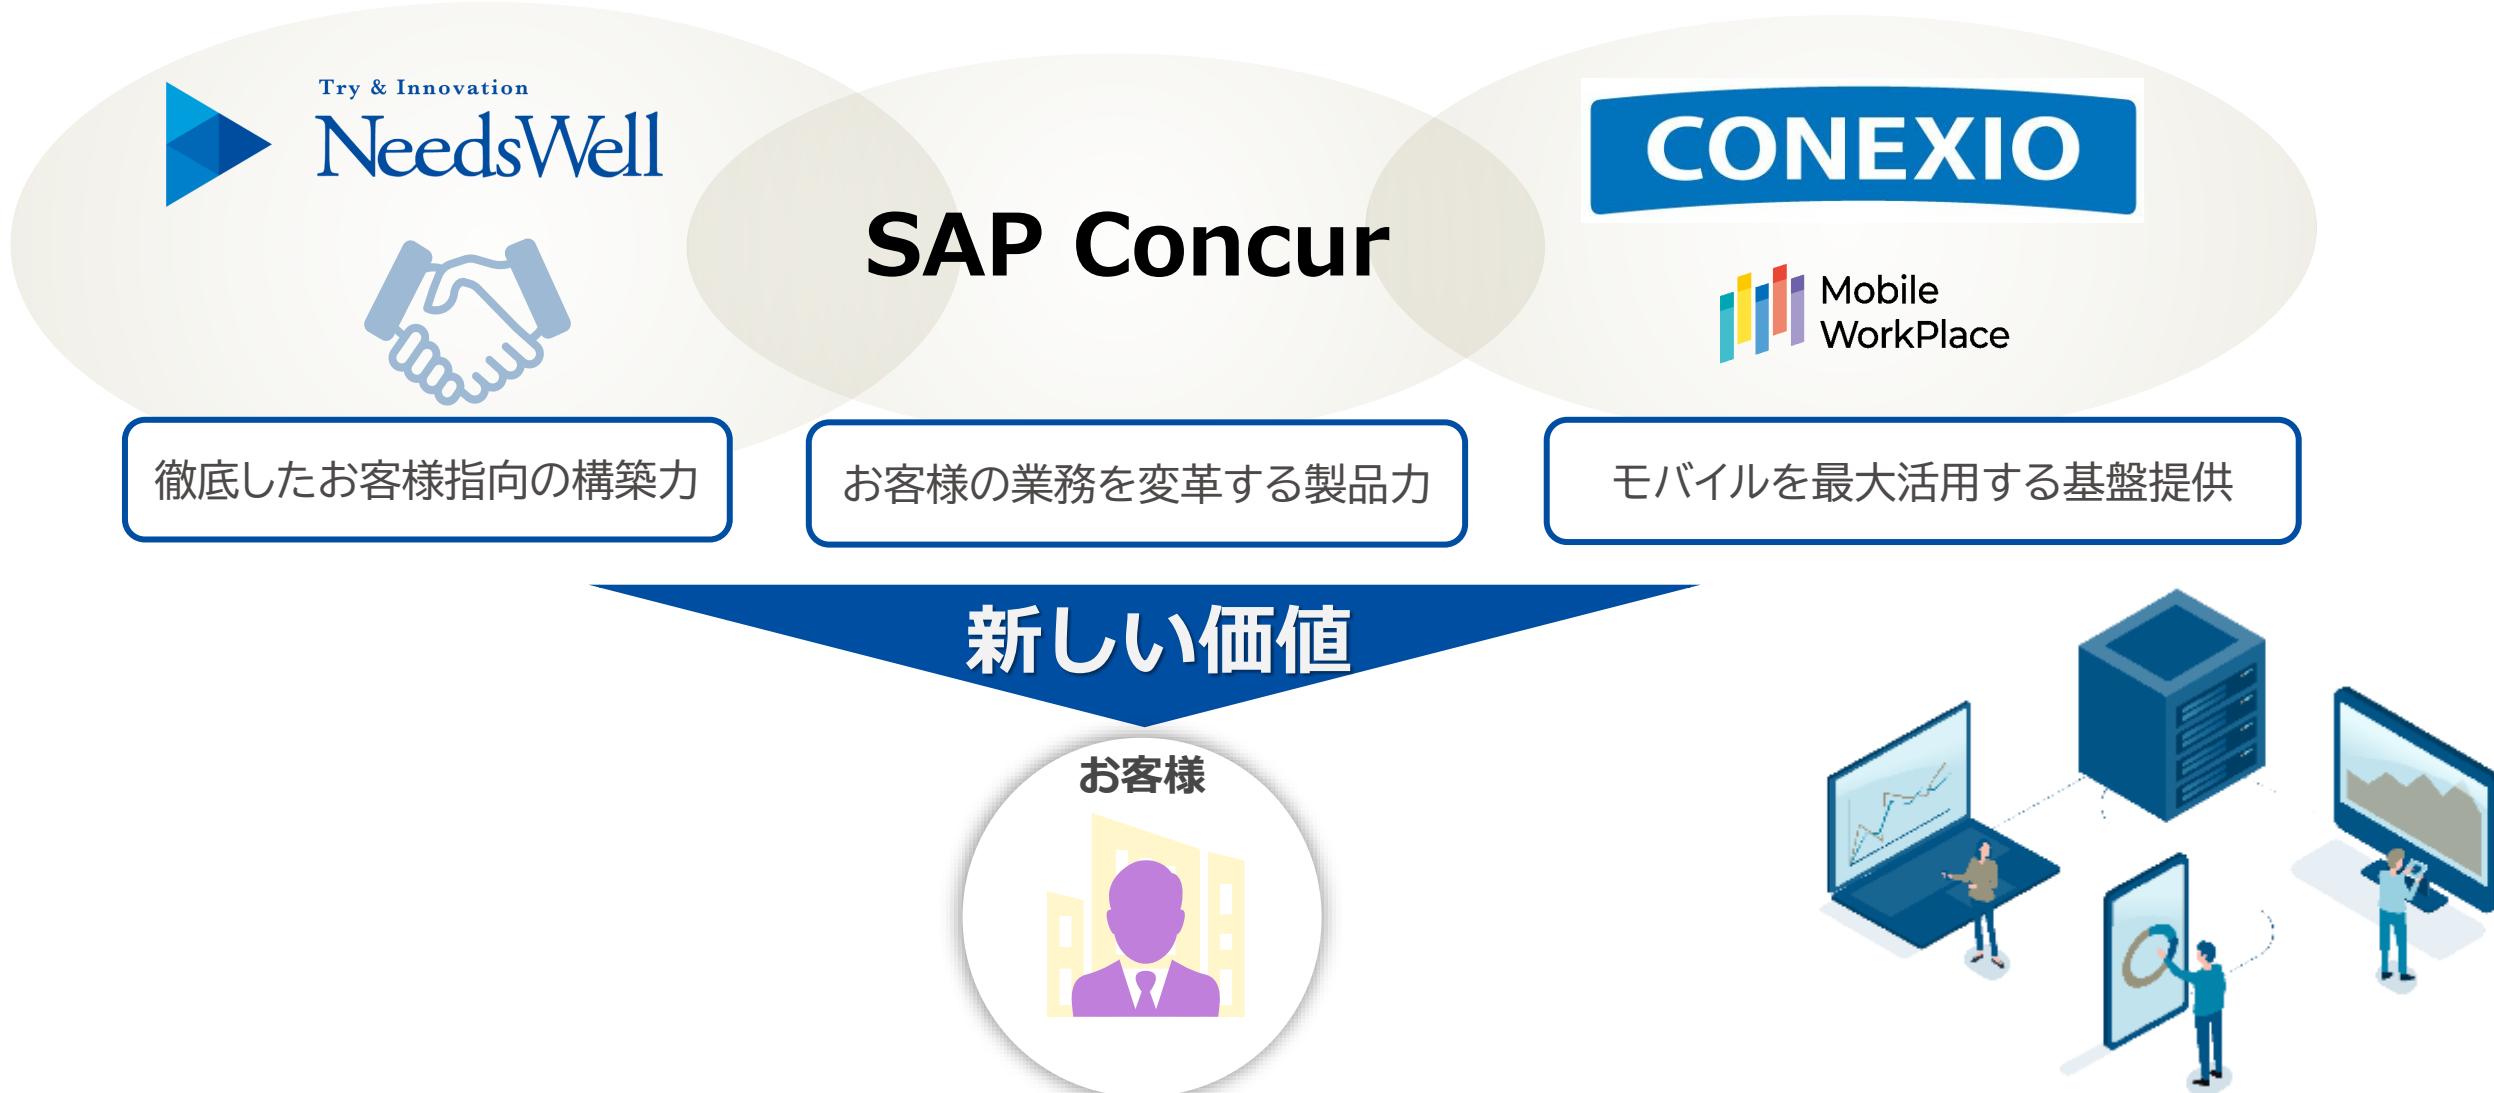 Try & Innovation
NeedsWell
SAP Concur
CONEXIO
Mobile
WorkPlace
徹底したお客様指向の構築力
お客様の業務を変革する製品力
モバイルを最大活用する基盤提供
新しい価値
お客様